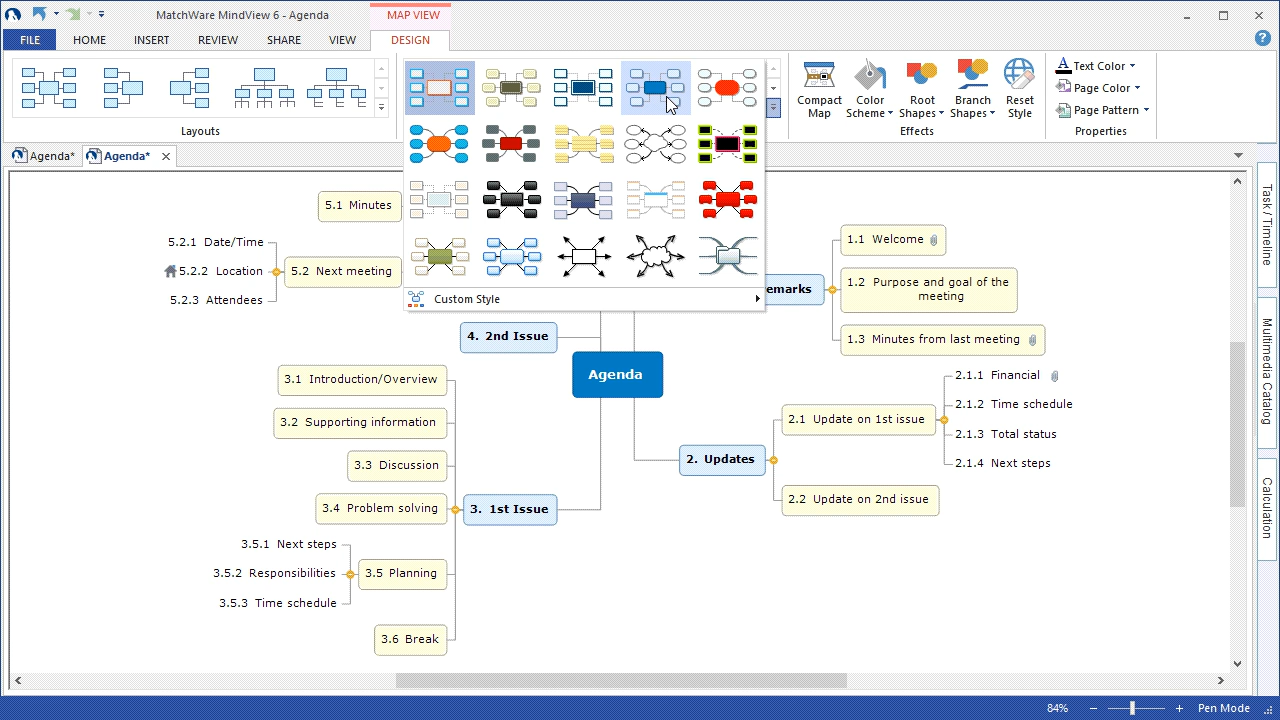 MatchWare MindView 6 - Agenda
MAP VIEW
FILE
HOME
INSERT
REVIEW
SHARE
VIEW
DESIGN
Layouts
Compact
Map
Color
Scheme
Root
Shapes
Branch
Shapes
Reset
Style
Effects
Text Color
Page Color
Page Pattern
Properties
Agenda*
Agenda*
Custom Style
5.1 Minutes
5.2.1 Date/Time
5.2.2 Location
5.2.3 Attendees
5.2 Next meeting
emarks
1.1 Welcome
1.2 Purpose and goal of the
meeting
1.3 Minutes from last meeting
4. 2nd Issue
Agenda
2. Updates
2.1 Update on 1st issue
2.1.1 Financial
2.1.2 Time schedule
2.1.3 Total status
2.1.4 Next steps
2.2 Update on 2nd issue
3.1 Introduction/Overview
3.2 Supporting information
3.3 Discussion
3.4 Problem solving
3. 1st Issue
3.5.1 Next steps
3.5.2 Responsibilities
3.5.3 Time schedule
3.5 Planning
3.6 Break
Task / Timeline
Multimedia Catalog
Calculation
84%
Pen Mode